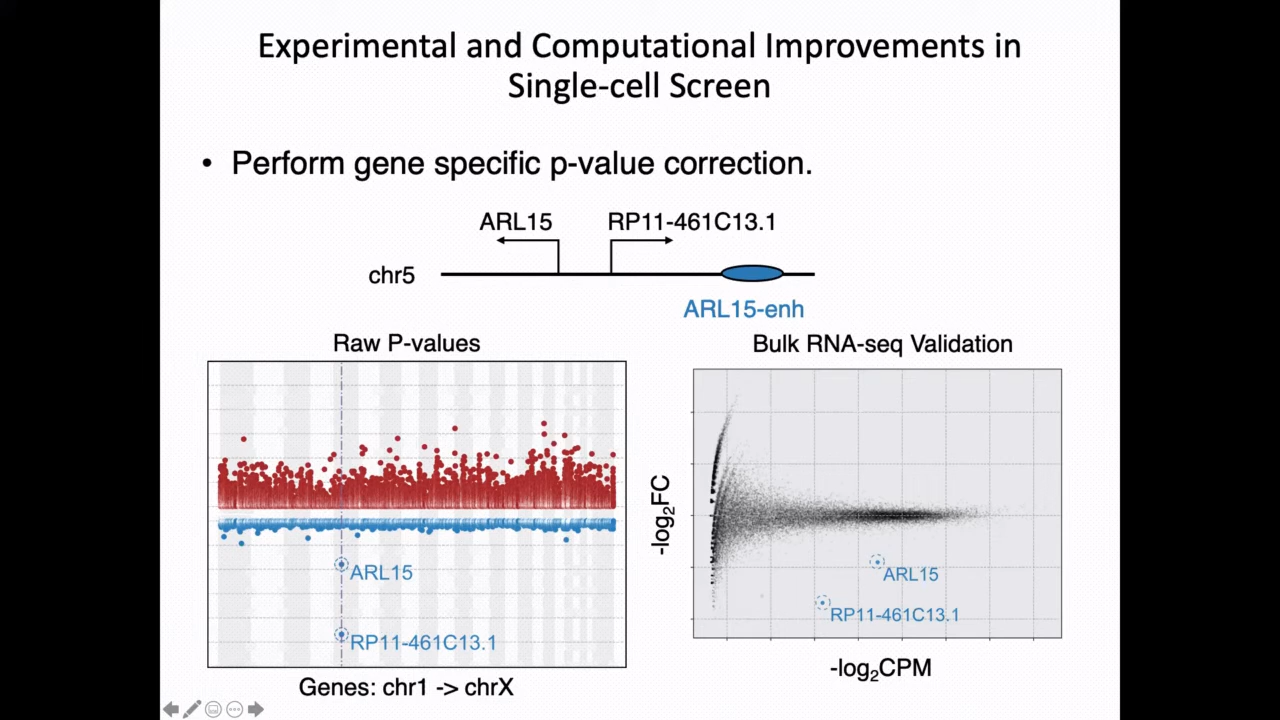 Experimental and Computational Improvements in
Single-cell Screen
• Perform gene specific p-value correction.
ARL15
RP11-461C13.1
chr5
ARL15-enh
Raw P-values
ARL15
RP11-461C13.1
Genes: chr1 -> chrX
Bulk RNA-seq Validation
-log₂FC
ARL15
RP11-461C13.1
-log₂CPM